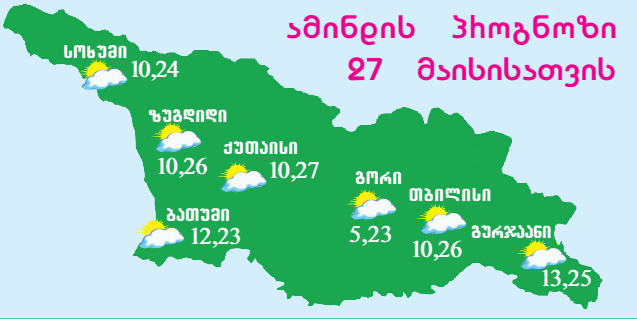 ამინდის პროგნოზი
27 მაისისათვის
სოხუმი
10,24
ზუგდიდი
10,26
ქუთაისი
10,27
გორი
5,23
თბილისი
10,26
ბათუმი
12,23
გურჯაანი
13,25